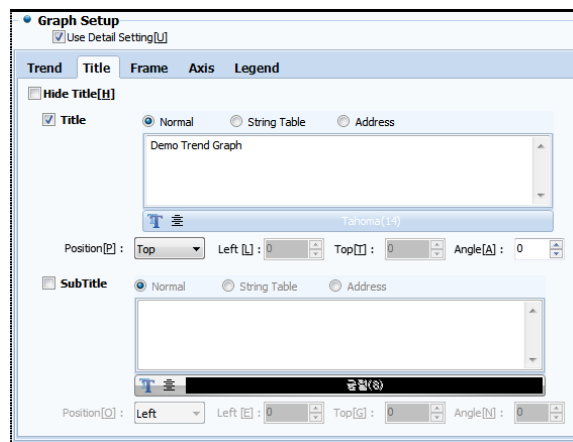 Graph Setup
Use Detail Setting[U]
Trend Title Frame Axis Legend
Hide Title[H]
Title Normal String Table Address
Demo Trend Graph
Tahoma(14)
Position[P] : Top Left [L] : 0 Top[T] : 0 Angle[A] : 0
SubTitle Normal String Table Address
굴림(8)
Position[O] : Left Left [E] : 0 Top[G] : 0 Angle[N] : 0